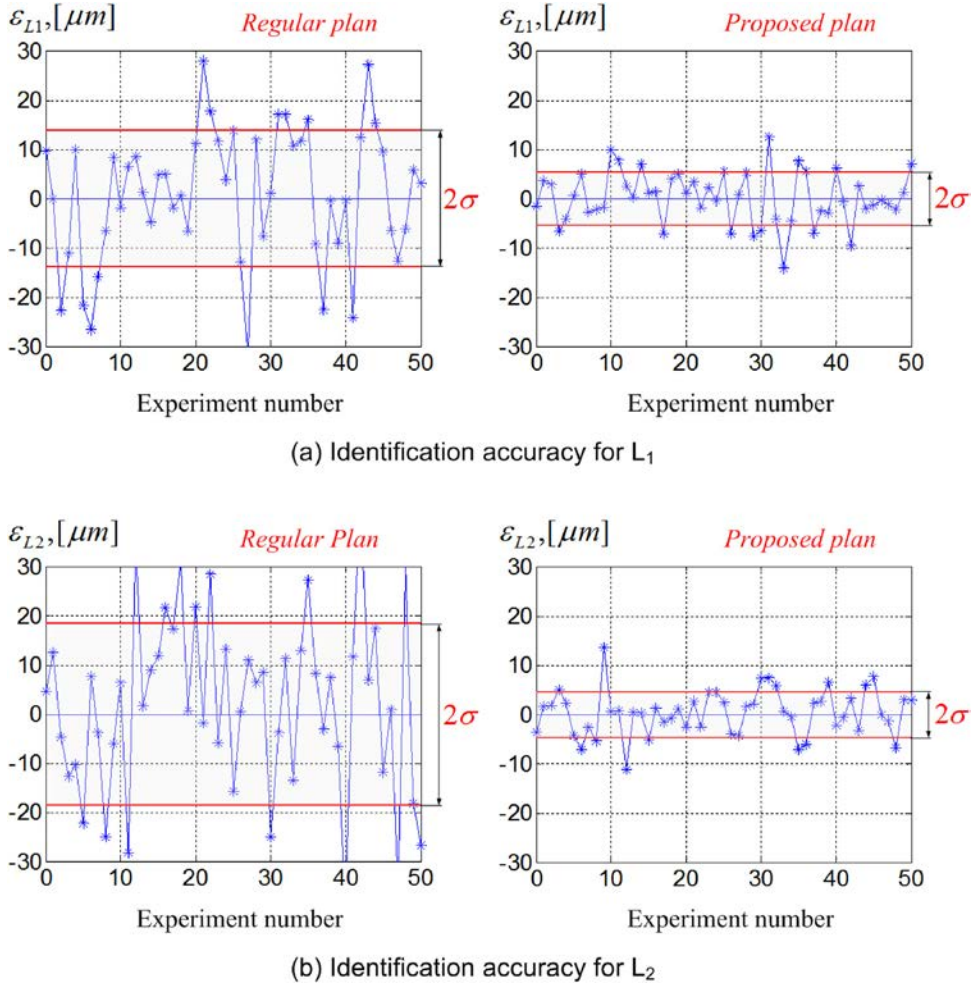 ε_{L1},[μm] Regular plan
30
20
10
0
-10
-20
-30
2σ
0 10 20 30 40 50
Experiment number
ε_{L1},[μm] Proposed plan
30
20
10
0
-10
-20
-30
2σ
0 10 20 30 40 50
Experiment number
(a) Identification accuracy for L₁
ε_{L2},[μm] Regular Plan
30
20
10
0
-10
-20
-30
2σ
0 10 20 30 40 50
Experiment number
ε_{L2},[μm] Proposed plan
30
20
10
0
-10
-20
-30
2σ
0 10 20 30 40 50
Experiment number
(b) Identification accuracy for L₂